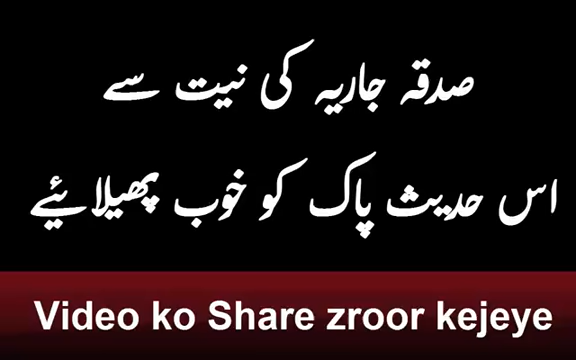 صدقہ جاریہ کی نیت سے
اس حدیث پاک کو خوب پھیلائیے
Video ko Share zroor kejeye